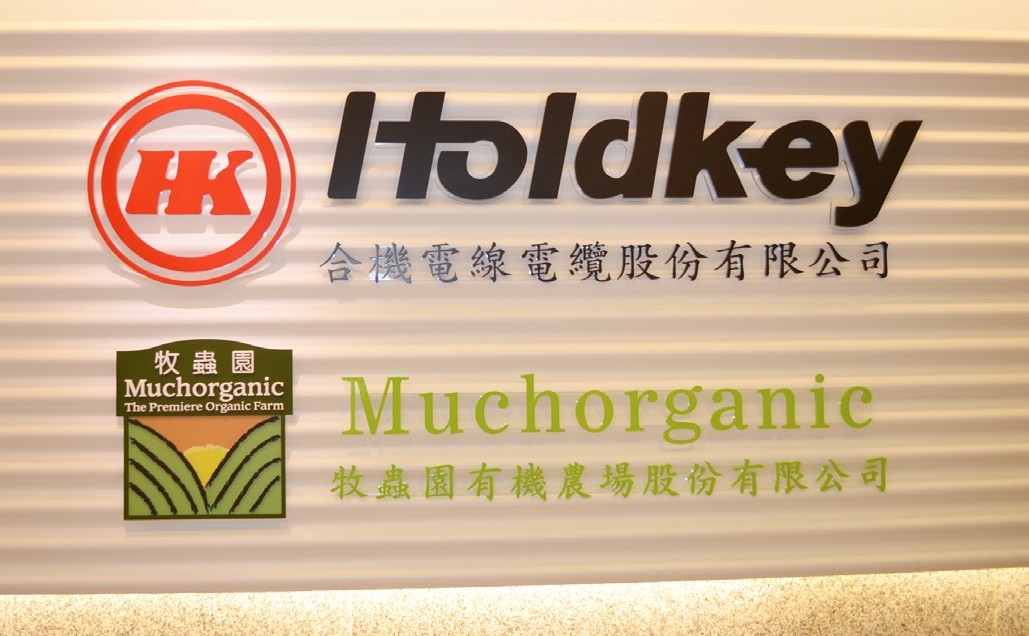 HK
Holdkey
合機電線電纜股份有限公司
牧蟲園
Muchorganic
The Premiere Organic Farm
Muchorganic
牧蟲園有機農場股份有限公司